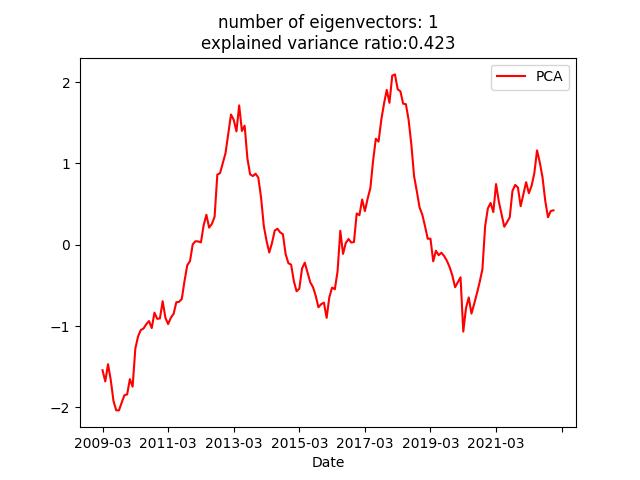 number of eigenvectors: 1
explained variance ratio:0.423
PCA
2
1
0
−1
−2
2009-03 2011-03 2013-03 2015-03 2017-03 2019-03 2021-03
Date